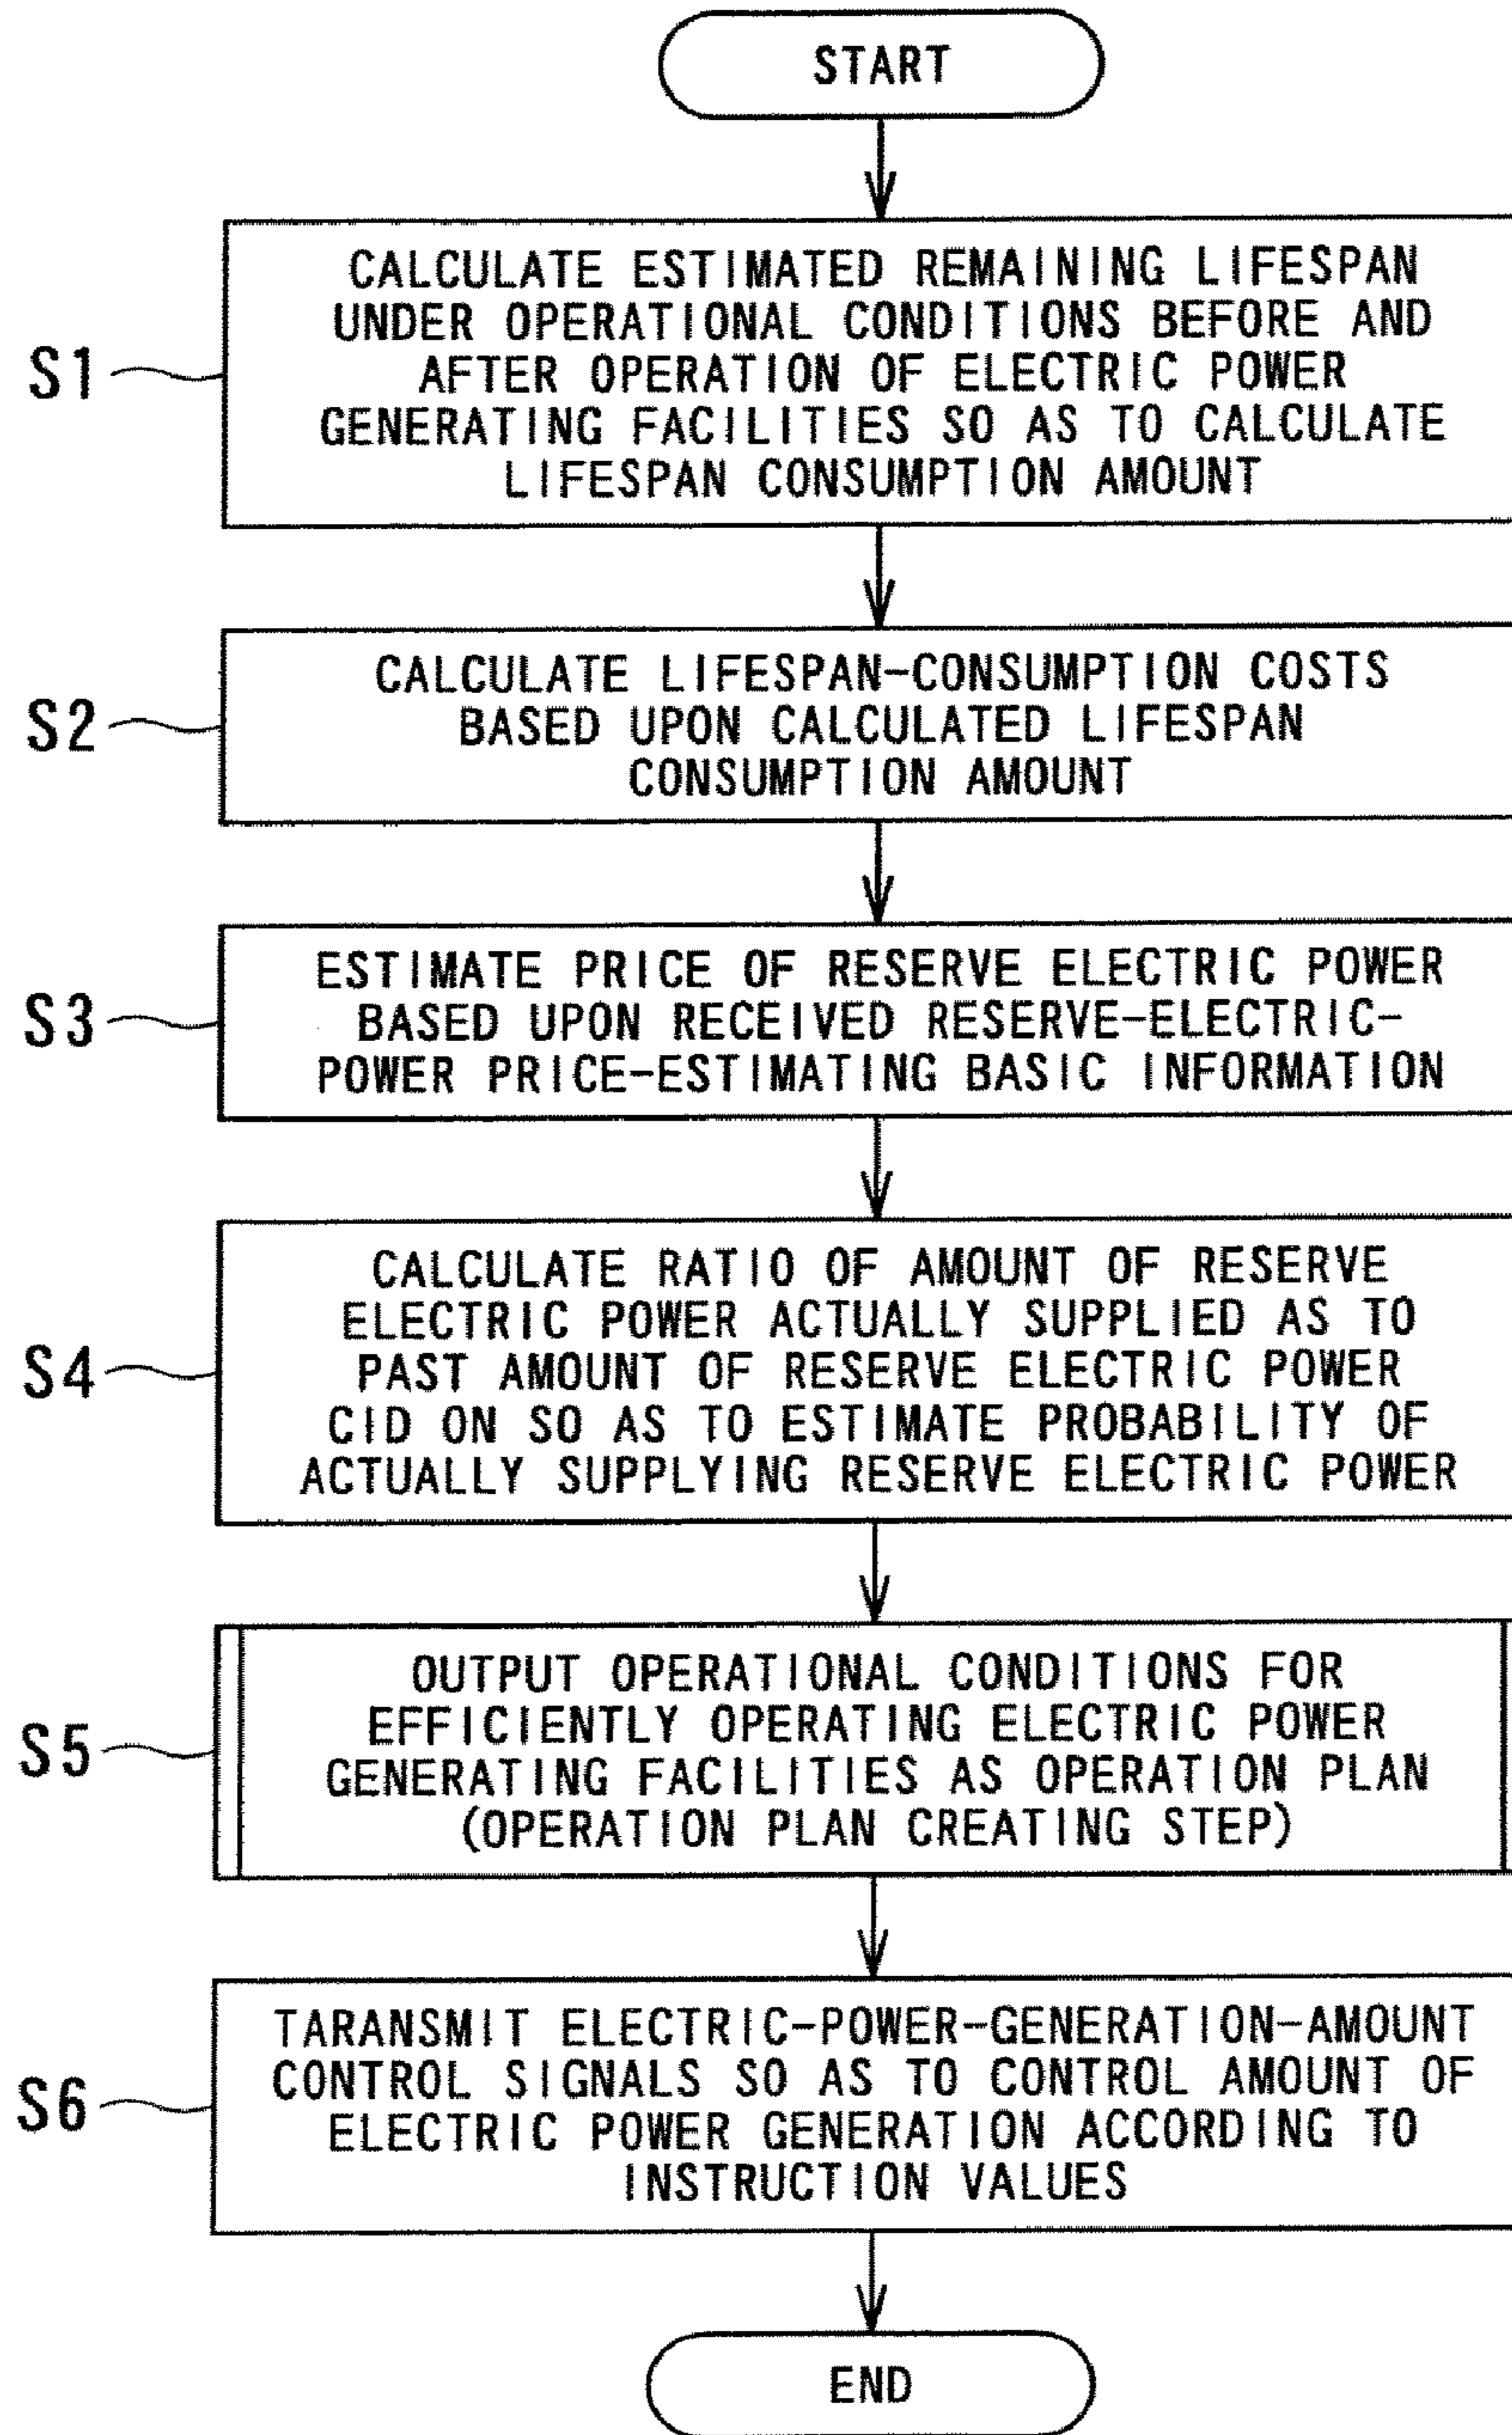 START
S1
CALCULATE ESTIMATED REMAINING LIFESPAN
UNDER OPERATIONAL CONDITIONS BEFORE AND
AFTER OPERATION OF ELECTRIC POWER
GENERATING FACILITIES SO AS TO CALCULATE
LIFESPAN CONSUMPTION AMOUNT
S2
CALCULATE LIFESPAN-CONSUMPTION COSTS
BASED UPON CALCULATED LIFESPAN
CONSUMPTION AMOUNT
S3
ESTIMATE PRICE OF RESERVE ELECTRIC POWER
BASED UPON RECEIVED RESERVE-ELECTRIC-
POWER PRICE-ESTIMATING BASIC INFORMATION
S4
CALCULATE RATIO OF AMOUNT OF RESERVE
ELECTRIC POWER ACTUALLY SUPPLIED AS TO
PAST AMOUNT OF RESERVE ELECTRIC POWER
CID ON SO AS TO ESTIMATE PROBABILITY OF
ACTUALLY SUPPLYING RESERVE ELECTRIC POWER
S5
OUTPUT OPERATIONAL CONDITIONS FOR
EFFICIENTLY OPERATING ELECTRIC POWER
GENERATING FACILITIES AS OPERATION PLAN
(OPERATION PLAN CREATING STEP)
S6
TARANSMIT ELECTRIC-POWER-GENERATION-AMOUNT
CONTROL SIGNALS SO AS TO CONTROL AMOUNT OF
ELECTRIC POWER GENERATION ACCORDING TO
INSTRUCTION VALUES
END